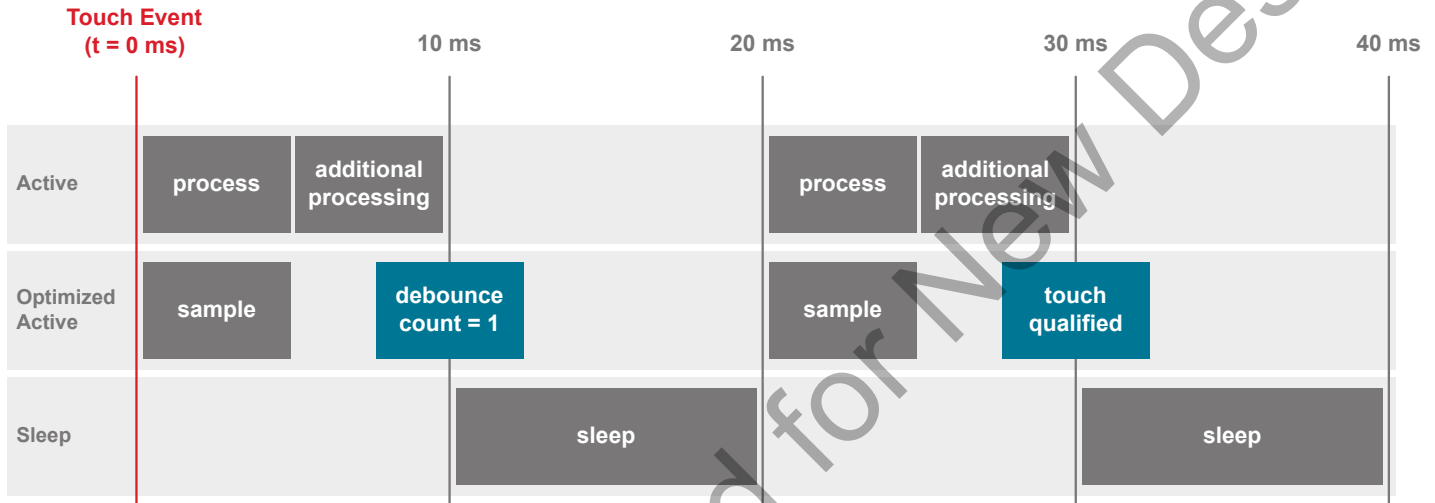 Touch Event
(t = 0 ms)
10 ms
20 ms
30 ms
40 ms
Active
process
additional
processing
process
additional
processing
Optimized
Active
sample
debounce
count = 1
sample
touch
qualified
Sleep
sleep
sleep
for New Des